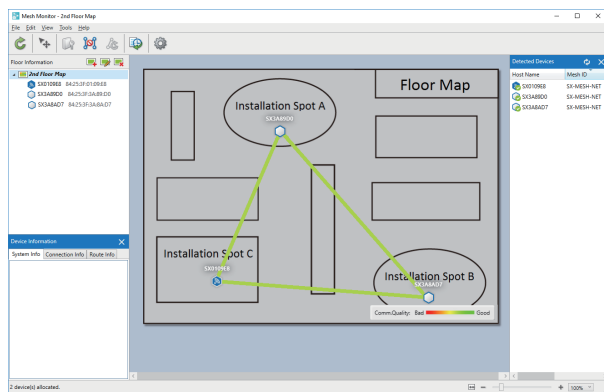 Mesh Monitor - 2nd Floor Map
File Edit View Tools Help
Floor Information
2nd Floor Map
SX0109E8 84:25:3F:01:09:E8
SX3A89D0 84:25:3F:3A:89:D0
SX3A8AD7 84:25:3F:3A:8A:D7
Device Information
System Info Connection Info Route Info
Floor Map
Installation Spot A
SX3A89D0
Installation Spot C
SX0109E8
Installation Spot B
SX3A8AD7
Comm.Quality: Bad Good
Detected Devices
Host Name Mesh ID
SX0109E8 SX-MESH-NET
SX3A89D0 SX-MESH-NET
SX3A8AD7 SX-MESH-NET
2 device(s) allocated.
100%